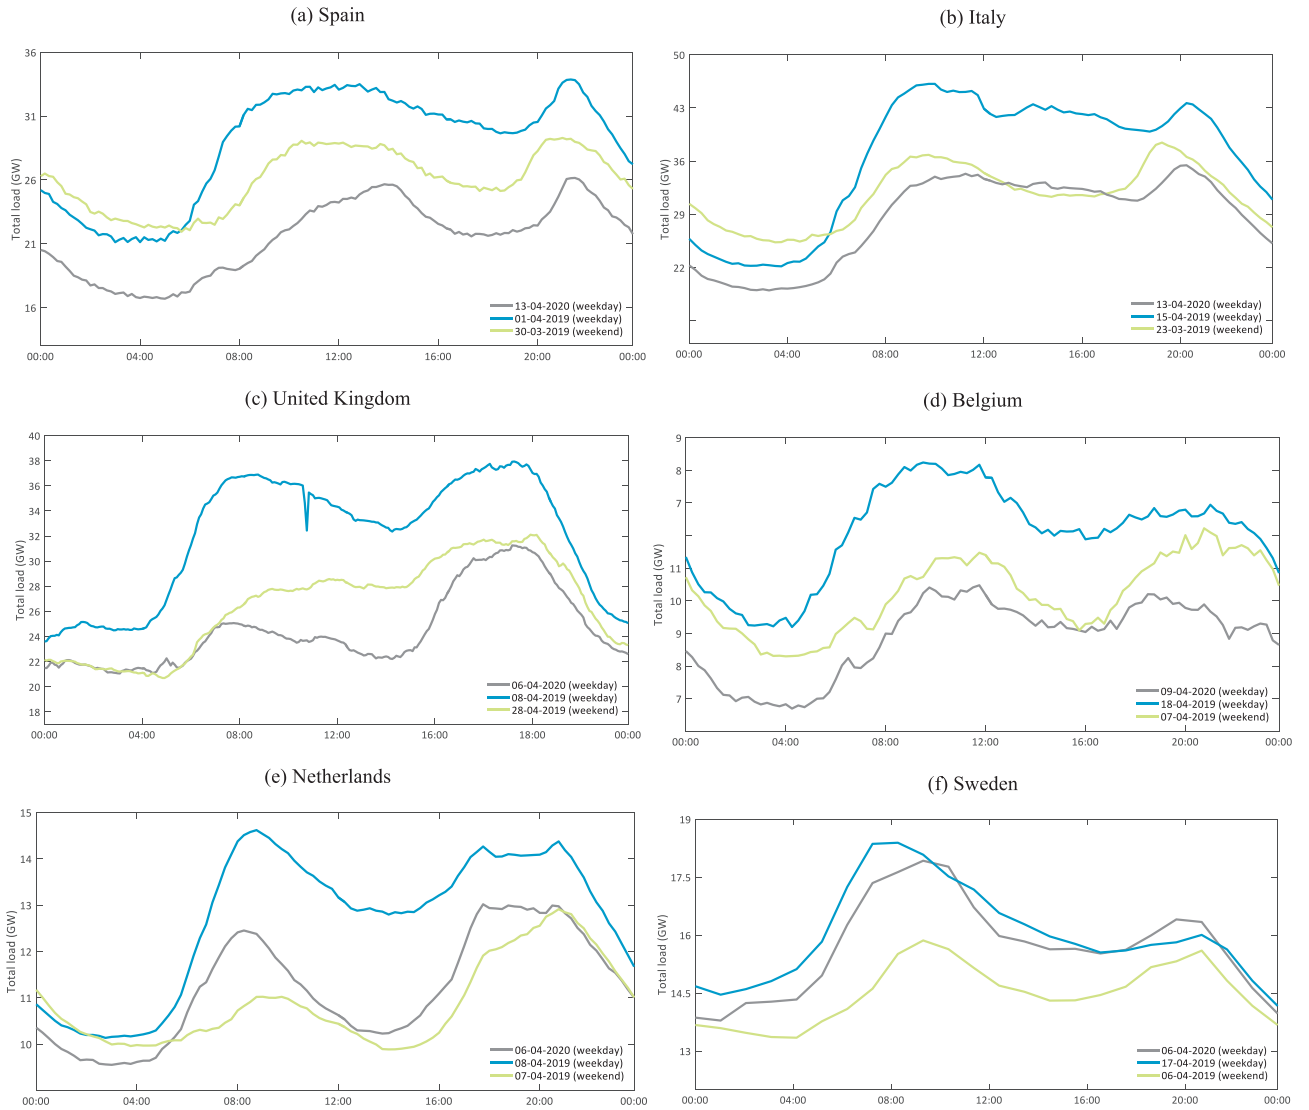 (a) Spain
36
31
26
21
16
Total load (GW)
13-04-2020 (weekday)
01-04-2019 (weekday)
30-03-2019 (weekend)
00:00 04:00 08:00 12:00 16:00 20:00 00:00
(b) Italy
50
43
36
29
22
Total load (GW)
13-04-2020 (weekday)
15-04-2019 (weekday)
23-03-2019 (weekend)
00:00 04:00 08:00 12:00 16:00 20:00 00:00
(c) United Kingdom
40
38
36
34
32
30
28
26
24
22
20
18
Total load (GW)
06-04-2020 (weekday)
08-04-2019 (weekday)
28-04-2019 (weekend)
00:00 04:00 08:00 12:00 16:00 18:00 00:00
(d) Belgium
9
8
7
11
10
9
8
7
Total load (GW)
09-04-2020 (weekday)
18-04-2019 (weekday)
07-04-2019 (weekend)
00:00 04:00 08:00 12:00 16:00 20:00 00:00
(e) Netherlands
15
14
13
12
11
10
Total load (GW)
06-04-2020 (weekday)
08-04-2019 (weekday)
07-04-2019 (weekend)
00:00 04:00 08:00 12:00 16:00 20:00 00:00
(f) Sweden
19
17.5
16
14.5
13
Total load (GW)
06-04-2020 (weekday)
17-04-2019 (weekday)
06-04-2019 (weekend)
00:00 04:00 08:00 12:00 16:00 20:00 00:00